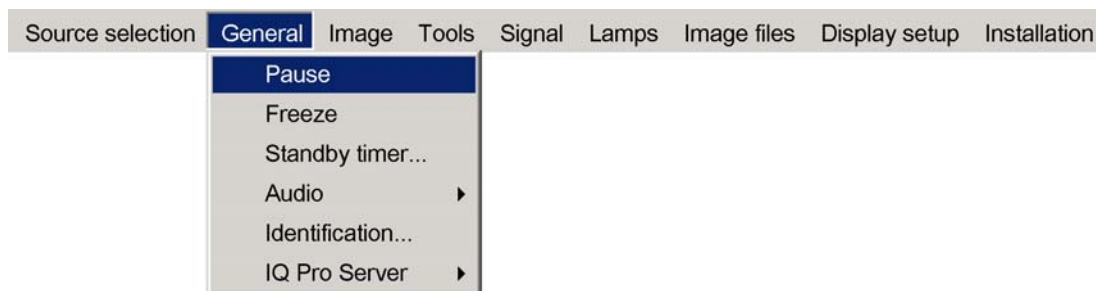 Source selection General Image Tools Signal Lamps Image files Display setup Installation
Pause
Freeze
Standby timer...
Audio
Identification...
IQ Pro Server